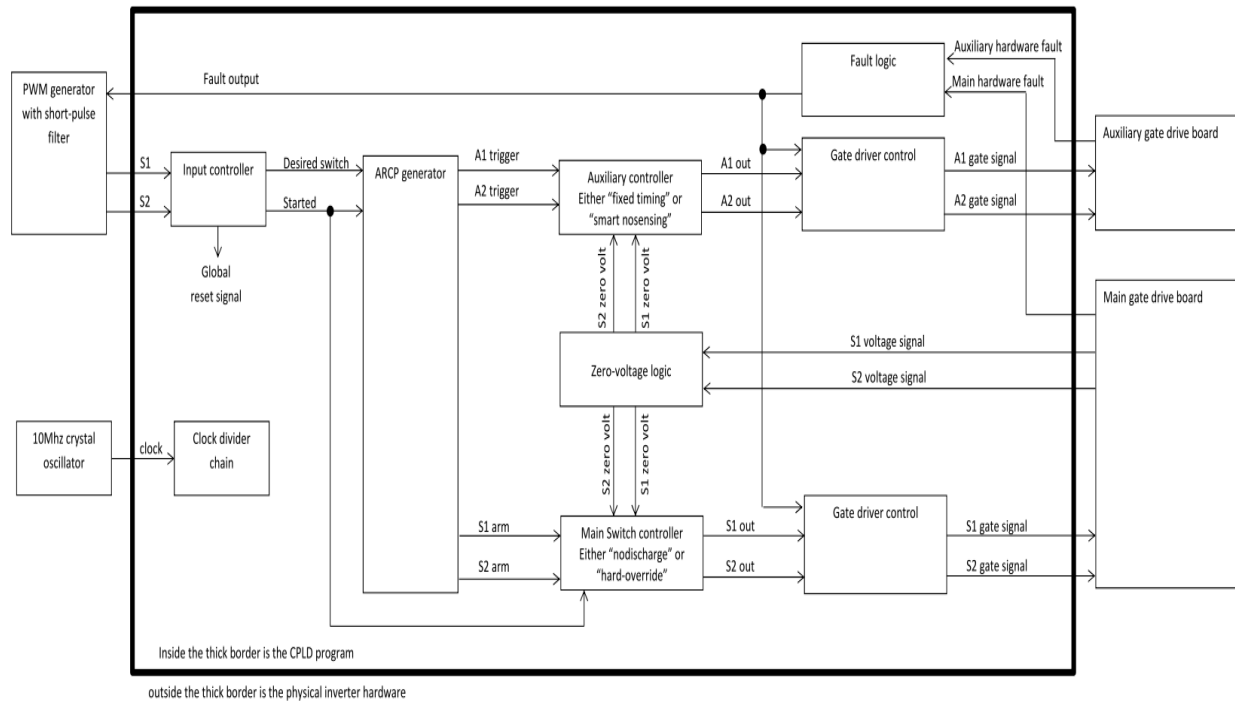 Auxiliary hardware fault
Fault logic
Fault output
Main hardware fault
PWM generator
with short-pulse
filter
Auxiliary gate drive board
S1
Input controller
Desired switch
ARCP generator
A1 trigger
Auxiliary controller
Either “fixed timing” or
“smart nosensing”
A1 out
Gate driver control
A1 gate signal
S2
Started
A2 trigger
A2 out
A2 gate signal
Global
reset signal
S2 zero volt
S1 zero volt
Main gate drive board
Zero-voltage logic
S1 voltage signal
S2 voltage signal
10Mhz crystal
oscillator
clock
Clock divider
chain
S2 zero volt
S1 zero volt
S1 arm
Main Switch controller
Either “nodischarge” or
“hard-override”
S1 out
Gate driver control
S1 gate signal
S2 arm
S2 out
S2 gate signal
Inside the thick border is the CPLD program
outside the thick border is the physical inverter hardware